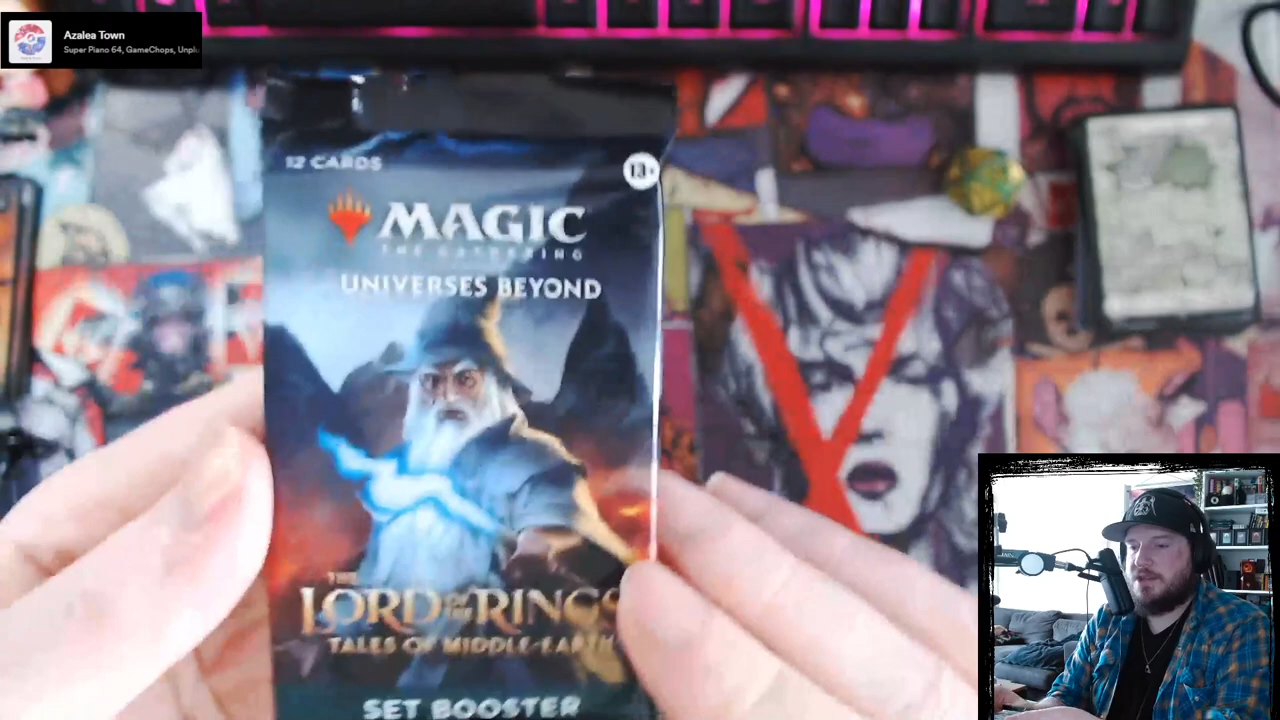 Azalea Town
Super Piano 64, GameChops, Unpl
12 CARDS
13+
MAGIC
THE GATHERING
UNIVERSES BEYOND
THE
LORD OF THE RINGS
TALES OF MIDDLE-EARTH
SET BOOSTER